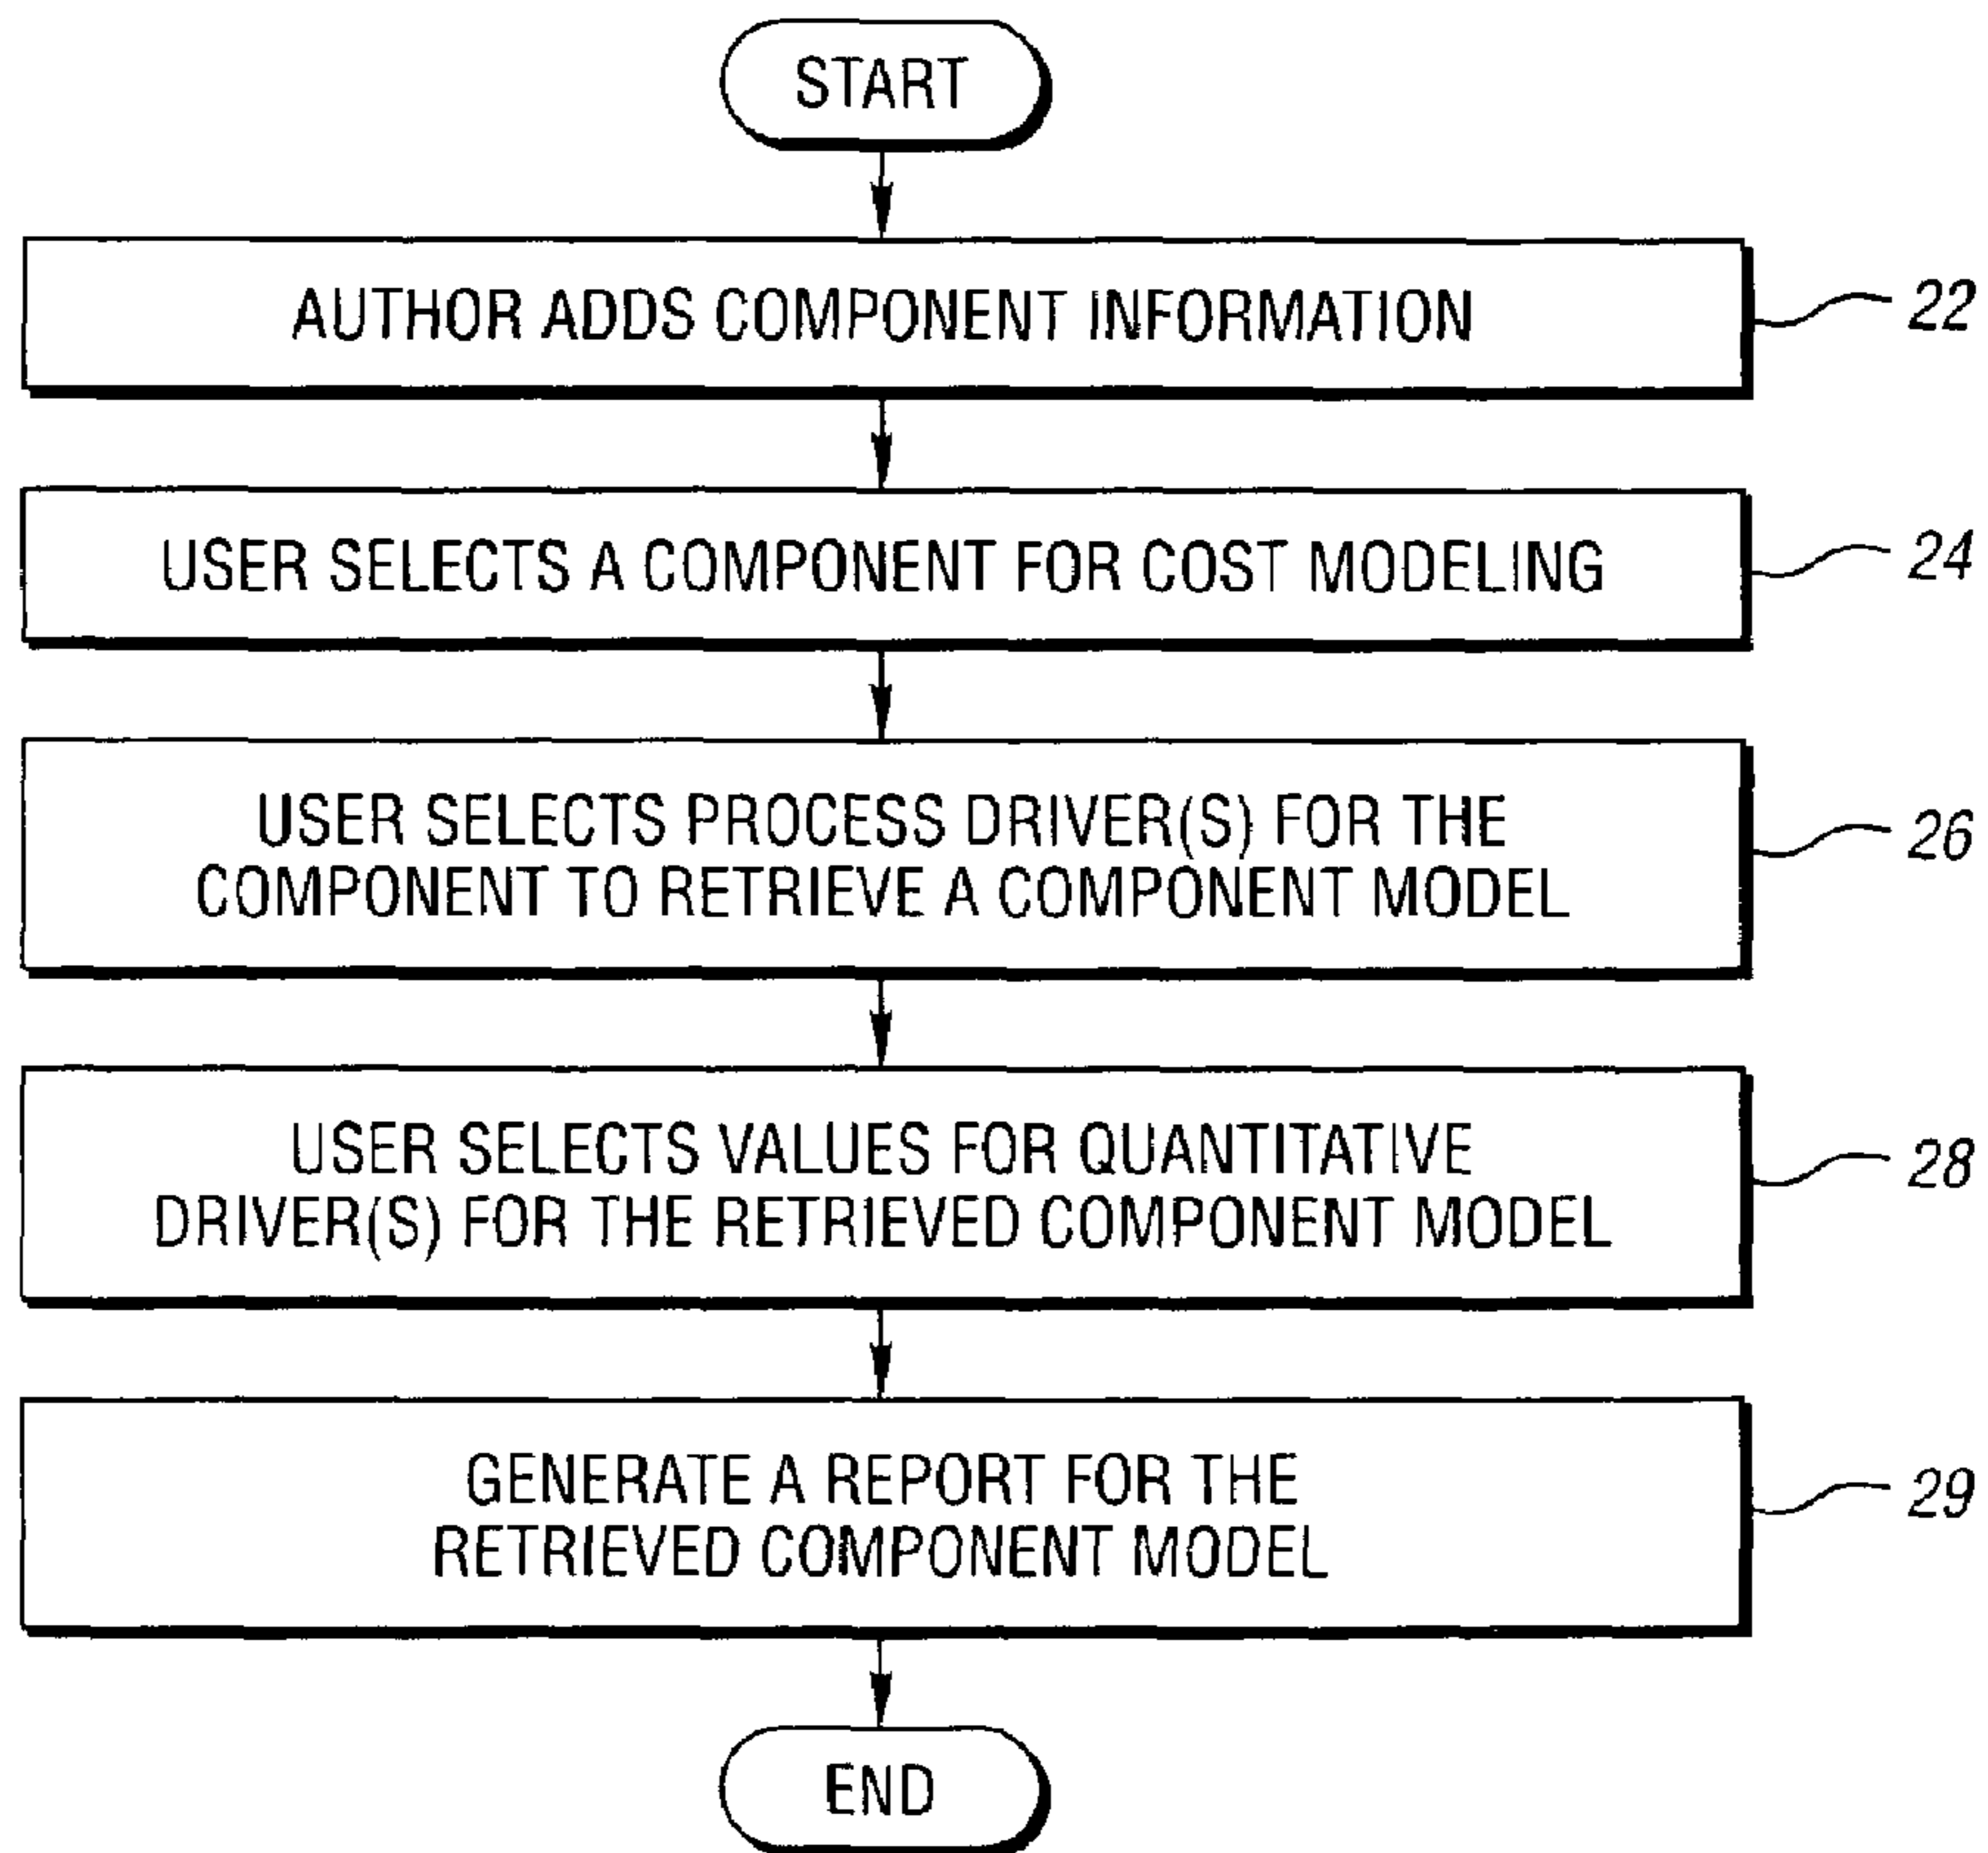 START
AUTHOR ADDS COMPONENT INFORMATION
22
USER SELECTS A COMPONENT FOR COST MODELING
24
USER SELECTS PROCESS DRIVER(S) FOR THE
COMPONENT TO RETRIEVE A COMPONENT MODEL
26
USER SELECTS VALUES FOR QUANTITATIVE
DRIVER(S) FOR THE RETRIEVED COMPONENT MODEL
28
GENERATE A REPORT FOR THE
RETRIEVED COMPONENT MODEL
29
END